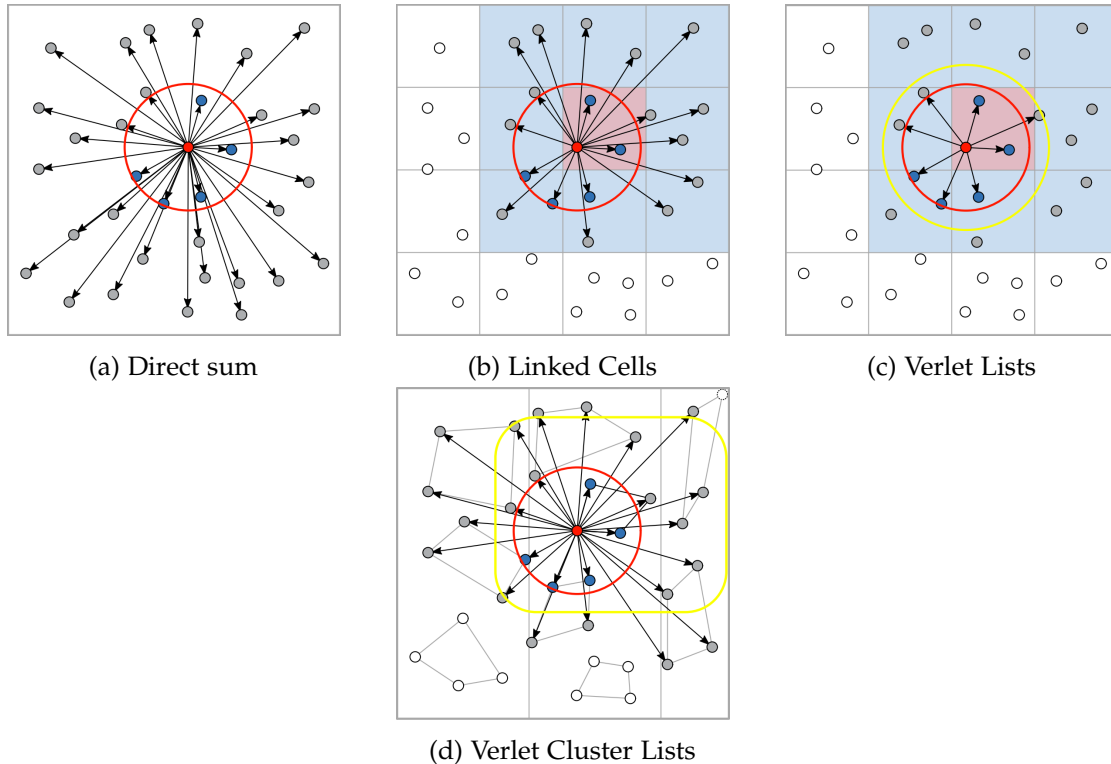 (a) Direct sum
(b) Linked Cells
(c) Verlet Lists
(d) Verlet Cluster Lists